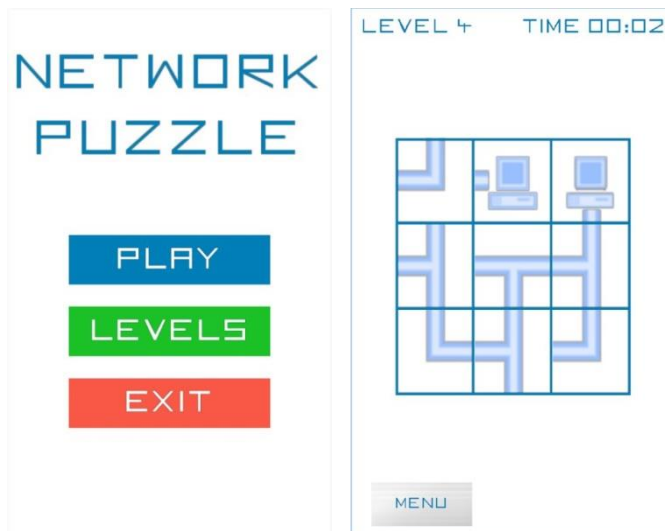 NETWORK
PUZZLE
PLAY
LEVELS
EXIT
LEVEL 4 TIME 00:02
MENU